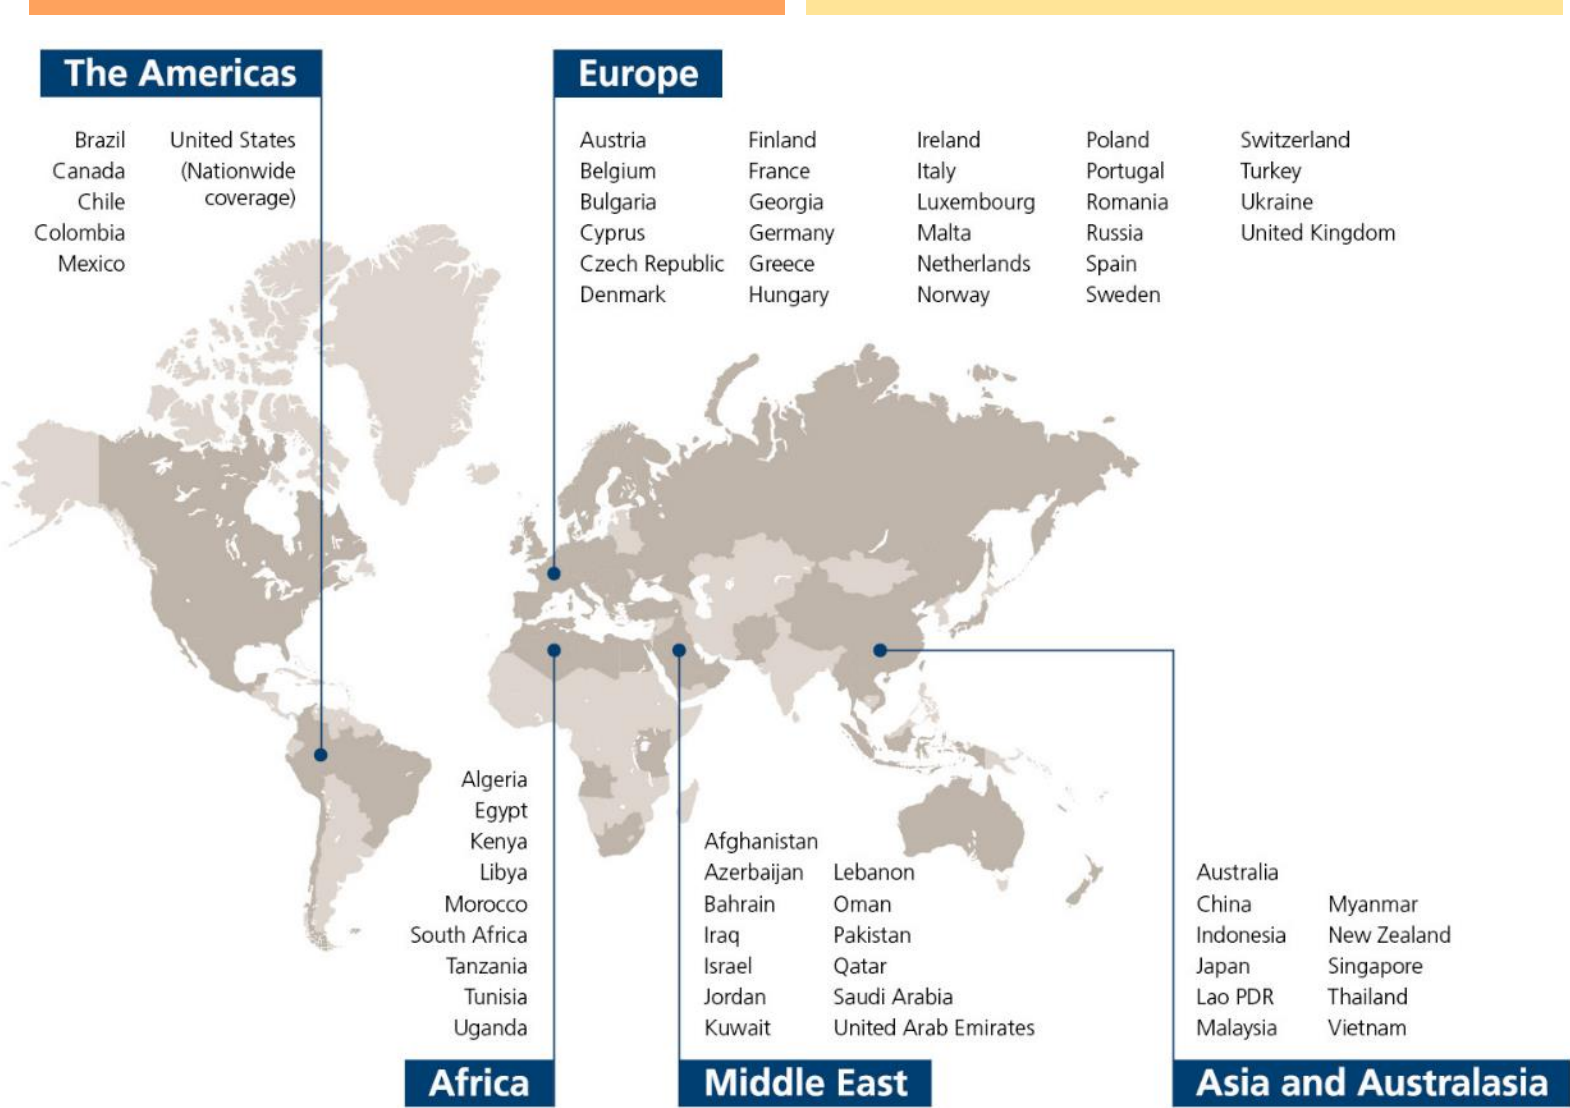 The Americas
Brazil
Canada
Chile
Colombia
Mexico
United States
(Nationwide
coverage)
Europe
Austria
Belgium
Bulgaria
Cyprus
Czech Republic
Denmark
Finland
France
Georgia
Germany
Greece
Hungary
Ireland
Italy
Luxembourg
Malta
Netherlands
Norway
Poland
Portugal
Romania
Russia
Spain
Sweden
Switzerland
Turkey
Ukraine
United Kingdom
Algeria
Egypt
Kenya
Libya
Morocco
South Africa
Tanzania
Tunisia
Uganda
Africa
Afghanistan
Azerbaijan
Bahrain
Iraq
Israel
Jordan
Kuwait
Lebanon
Oman
Pakistan
Qatar
Saudi Arabia
United Arab Emirates
Middle East
Australia
China
Indonesia
Japan
Lao PDR
Malaysia
Myanmar
New Zealand
Singapore
Thailand
Vietnam
Asia and Australasia